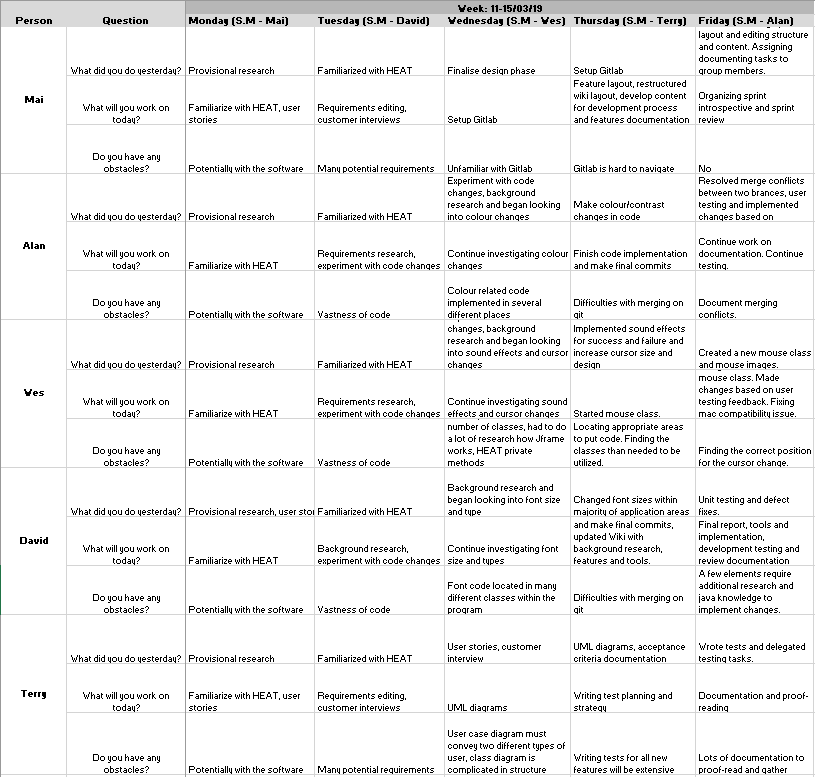 Week: 11-15/03/19
Person Question Monday (S.M - Mai) Tuesday (S.M - David) Wednesday (S.M - Wes) Thursday (S.M - Terry) Friday (S.M - Alan)
Mai
What did you do yesterday?
Provisional research
Familiarized with HEAT
Finalise design phase
Setup Gitlab
layout and editing structure
and content. Assigning
documenting tasks to
group members.
What will you work on
today?
Familiarize with HEAT, user
stories
Requirements editing,
customer interviews
Setup Gitlab
Feature layout, restructured
wiki layout, develop content
for development process
and features documentation
Organizing sprint
introspective and sprint
review
Do you have any
obstacles?
Potentially with the software
Many potential requirements
Unfamiliar with Gitlab
Gitlab is hard to navigate
No
Alan
What did you do yesterday?
Provisional research
Familiarized with HEAT
Experiment with code
changes, background
research and began looking
into colour changes
Make colour/contrast
changes in code
Resolved merge conflicts
between two brances, user
testing and implemented
changes based on
What will you work on
today?
Familiarize with HEAT
Requirements research,
experiment with code changes
Continue investigating colour
changes
Finish code implementation
and make final commits
Continue work on
documentation. Continue
testing.
Do you have any
obstacles?
Potentially with the software
Vastness of code
Colour related code
implemented in several
different places
Difficulties with merging on
git
Document merging
conflicts.
Wes
What did you do yesterday?
Provisional research
Familiarized with HEAT
changes, background
research and began looking
into sound effects and cursor
changes
Implemented sound effects
for success and failure and
increase cursor size and
design
Created a new mouse class
and mouse images.
What will you work on
today?
Familiarize with HEAT
Requirements research,
experiment with code changes
Continue investigating sound
effects and cursor changes
Started mouse class.
mouse class. Made
changes based on user
testing feedback. Fixing
mac compatibility issue.
Do you have any
obstacles?
Potentially with the software
Vastness of code
number of classes, had to do
a lot of research how Jframe
works, HEAT private
methods
Locating appropriate areas
to put code. Finding the
classes than needed to be
utilized.
Finding the correct position
for the cursor change.
David
What did you do yesterday?
Provisional research, user stor
Familiarized with HEAT
Background research and
began looking into font size
and type
Changed font sizes within
majority of application areas
Unit testing and defect
fixes.
What will you work on
today?
Familiarize with HEAT
Background research,
experiment with code changes
Continue investigating font
size and types
and make final commits,
updated Wiki with
background research,
features and tools.
Final report, tools and
implementation,
development testing and
review documentation
Do you have any
obstacles?
Potentially with the software
Vastness of code
Font code located in many
different classes within the
program
Difficulties with merging on
git
A few elements require
additional research and
java knowledge to
implement changes.
Terry
What did you do yesterday?
Provisional research
Familiarized with HEAT
User stories, customer
interview
UML diagrams, acceptance
criteria documentation
Wrote tests and delegated
testing tasks.
What will you work on
today?
Familiarize with HEAT, user
stories
Requirements editing,
customer interviews
UML diagrams
Writing test planning and
strategy
Documentation and proof-
reading
Do you have any
obstacles?
Potentially with the software
Many potential requirements
User case diagram must
convey two different types of
user, class diagram is
complicated in structure
Writing tests for all new
features will be extensive
Lots of documentation to
proof-read and gather